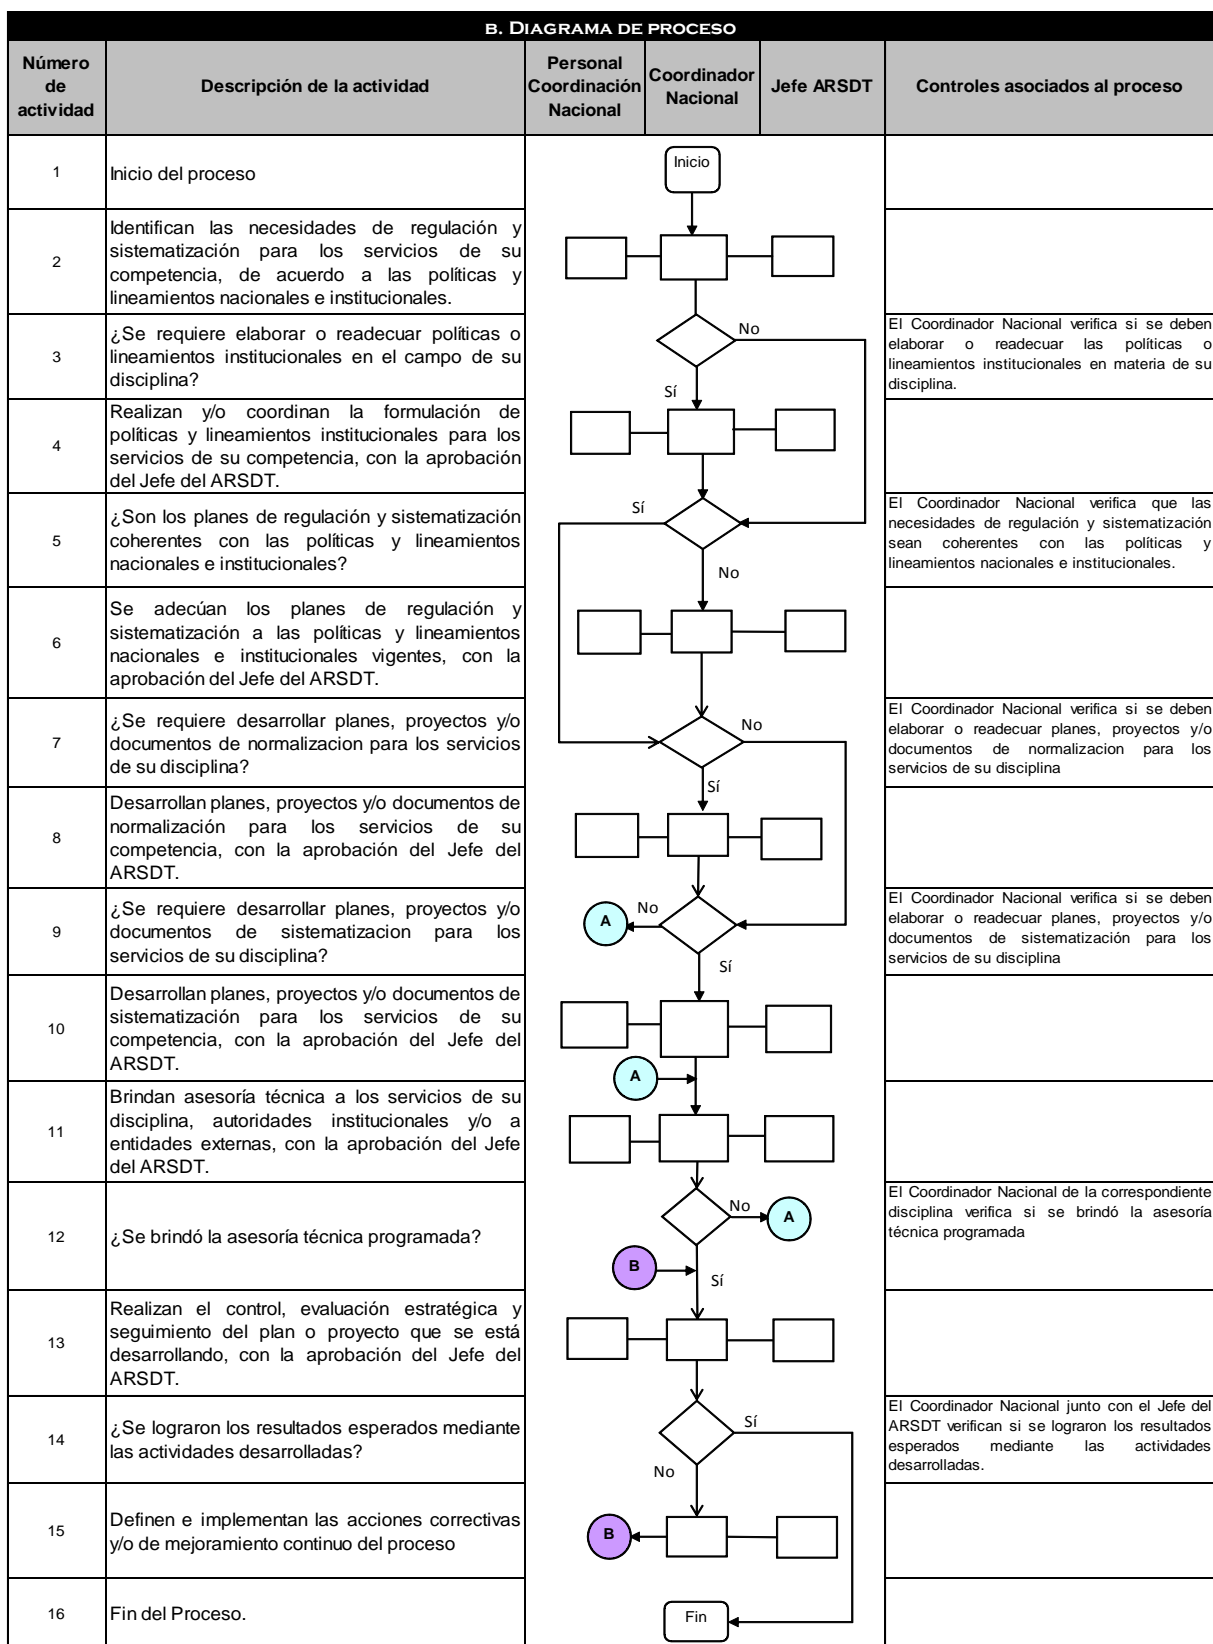 B. DIAGRAMA DE PROCESO
Número
de
actividad
Descripción de la actividad
Personal
Coordinación
Nacional
Coordinador
Nacional
Jefe ARSDT
Controles asociados al proceso
1
Inicio del proceso
Inicio
2
Identifican las necesidades de regulación y
sistematización para los servicios de su
competencia, de acuerdo a las políticas y
lineamientos nacionales e institucionales.
3
¿Se requiere elaborar o readecuar políticas o
lineamientos institucionales en el campo de su
disciplina?
No
Sí
El Coordinador Nacional verifica si se deben
elaborar o readecuar las políticas o
lineamientos institucionales en materia de su
disciplina.
4
Realizan y/o coordinan la formulación de
políticas y lineamientos institucionales para los
servicios de su competencia, con la aprobación
del Jefe del ARSDT.
5
¿Son los planes de regulación y sistematización
coherentes con las políticas y lineamientos
nacionales e institucionales?
Sí
No
El Coordinador Nacional verifica que las
necesidades de regulación y sistematización
sean coherentes con las políticas y
lineamientos nacionales e institucionales.
6
Se adecúan los planes de regulación y
sistematización a las políticas y lineamientos
nacionales e institucionales vigentes, con la
aprobación del Jefe del ARSDT.
7
¿Se requiere desarrollar planes, proyectos y/o
documentos de normalizacion para los servicios
de su disciplina?
No
Sí
El Coordinador Nacional verifica si se deben
elaborar o readecuar planes, proyectos y/o
documentos de normalizacion para los
servicios de su disciplina
8
Desarrollan planes, proyectos y/o documentos de
normalización para los servicios de su
competencia, con la aprobación del Jefe del
ARSDT.
9
¿Se requiere desarrollar planes, proyectos y/o
documentos de sistematizacion para los
servicios de su disciplina?
A
No
Sí
El Coordinador Nacional verifica si se deben
elaborar o readecuar planes, proyectos y/o
documentos de sistematización para los
servicios de su disciplina
10
Desarrollan planes, proyectos y/o documentos de
sistematización para los servicios de su
competencia, con la aprobación del Jefe del
ARSDT.
A
11
Brindan asesoría técnica a los servicios de su
disciplina, autoridades institucionales y/o a
entidades externas, con la aprobación del Jefe
del ARSDT.
12
¿Se brindó la asesoría técnica programada?
No
A
B
Sí
El Coordinador Nacional de la correspondiente
disciplina verifica si se brindó la asesoría
técnica programada
13
Realizan el control, evaluación estratégica y
seguimiento del plan o proyecto que se está
desarrollando, con la aprobación del Jefe del
ARSDT.
14
¿Se lograron los resultados esperados mediante
las actividades desarrolladas?
Sí
No
El Coordinador Nacional junto con el Jefe del
ARSDT verifican si se lograron los resultados
esperados mediante las actividades
desarrolladas.
15
Definen e implementan las acciones correctivas
y/o de mejoramiento continuo del proceso
B
16
Fin del Proceso.
Fin